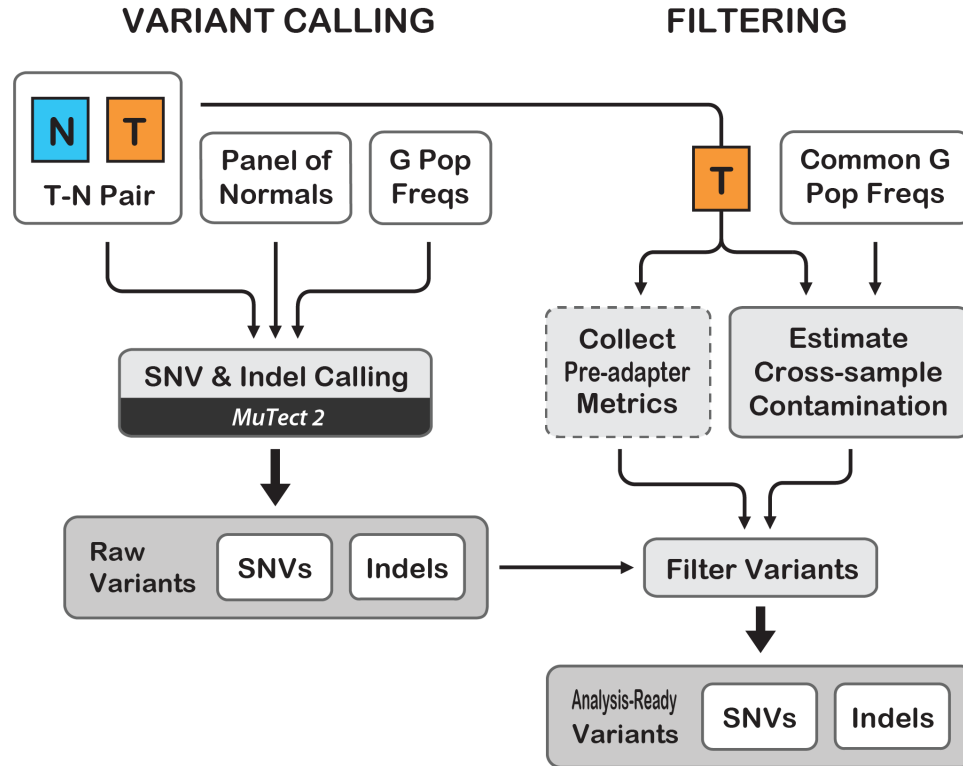 VARIANT CALLING
FILTERING
N
T
T-N Pair
Panel of
Normals
G Pop
Freqs
T
Common G
Pop Freqs
SNV & Indel Calling
MuTect 2
Collect
Pre-adapter
Metrics
Estimate
Cross-sample
Contamination
Raw
Variants
SNVs
Indels
Filter Variants
Analysis-Ready
Variants
SNVs
Indels